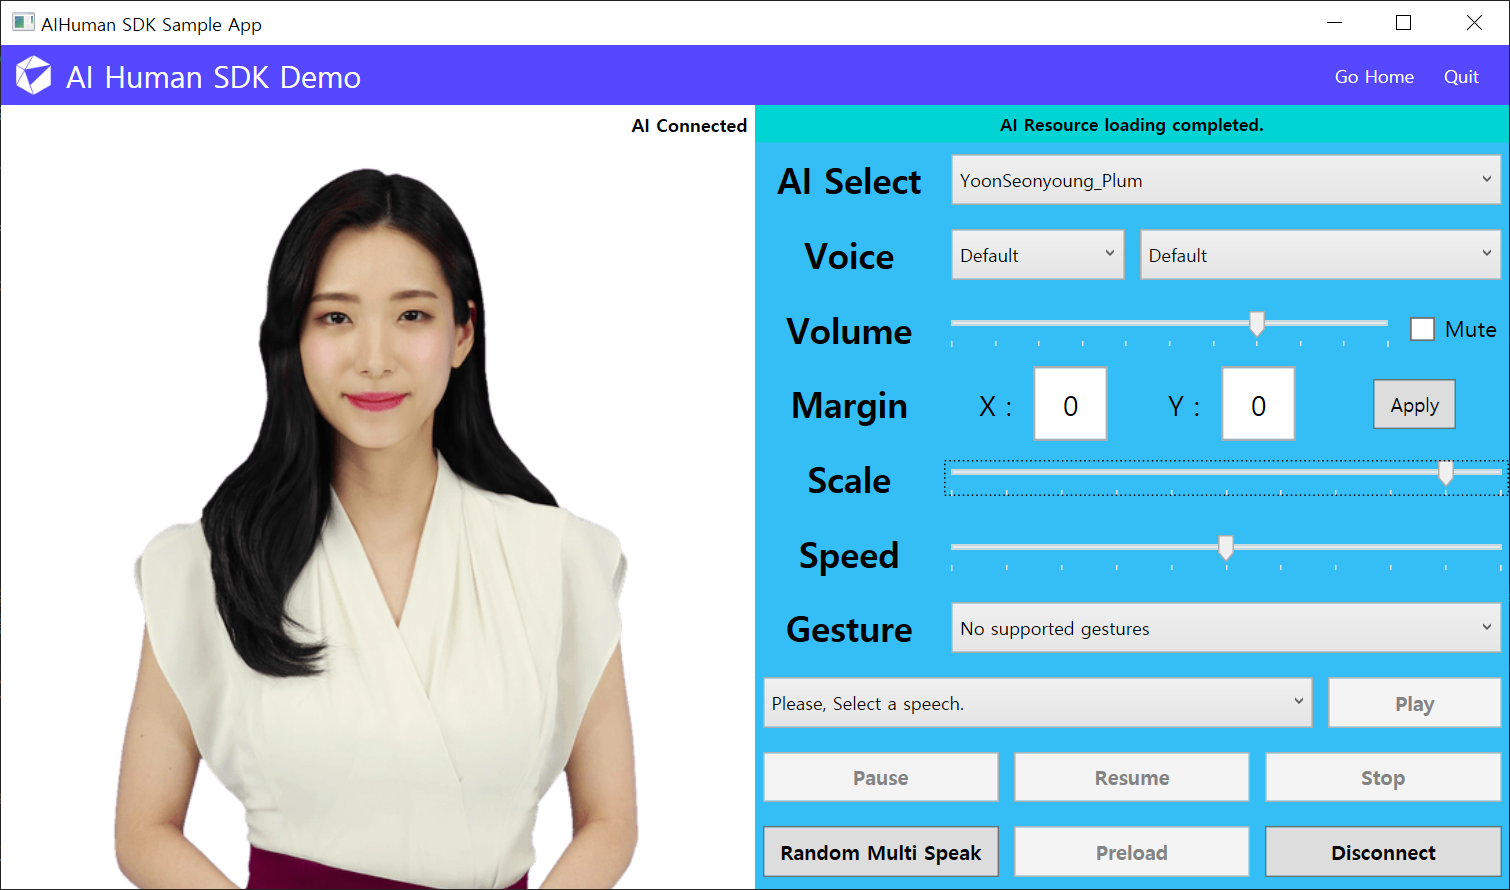 AIHuman SDK Sample App
AI Human SDK Demo
Go Home
Quit
AI Connected
AI Resource loading completed.
AI Select
YoonSeonyoung_Plum
Voice
Default
Default
Volume
Mute
Margin
X :
0
Y :
0
Apply
Scale
Speed
Gesture
No supported gestures
Please, Select a speech.
Play
Pause
Resume
Stop
Random Multi Speak
Preload
Disconnect